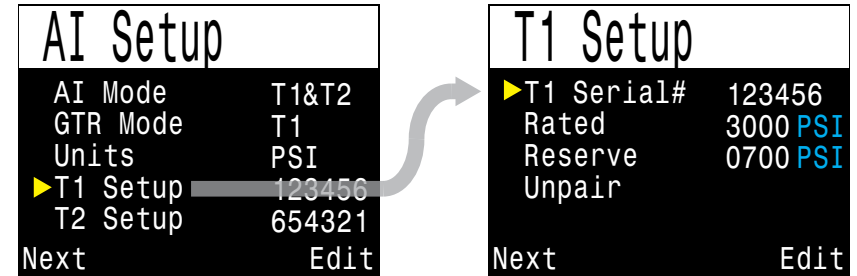 AI Setup
AI Mode T1&T2
GTR Mode T1
Units PSI
T1 Setup 123456
T2 Setup 654321
Next Edit
T1 Setup
T1 Serial# 123456
Rated 3000 PSI
Reserve 0700 PSI
Unpair
Next Edit